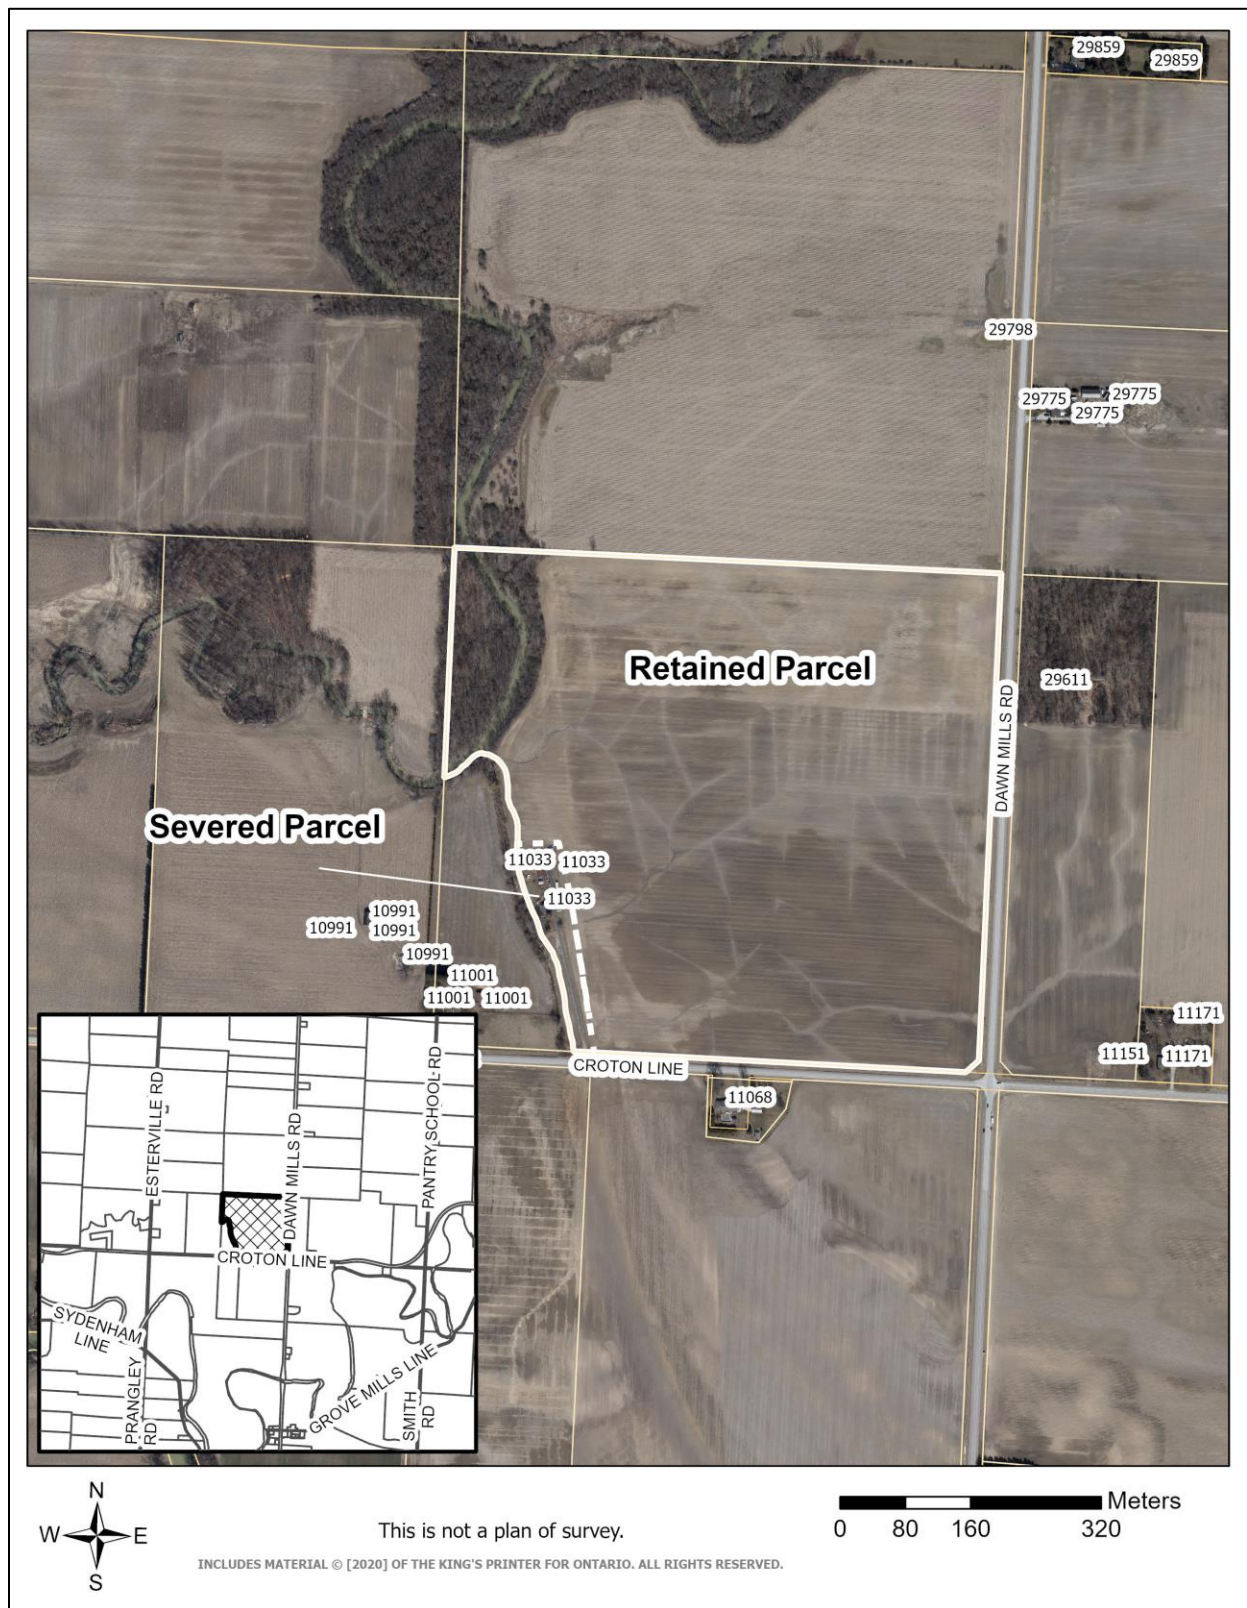 29859
29859
29798
29775
29775
29775
Retained Parcel
29611
DAWN MILLS RD
Severed Parcel
11033
11033
11033
10991
10991
10991
10991
11001
11001
11001
11171
11151
11171
CROTON LINE
11068
ESTERVILLE RD
DAWN MILLS RD
PANTRY SCHOOL RD
CROTON LINE
SYDENHAM
LINE
PRANGLEY
RD
GROVE MILLS LINE
SMITH
RD
N
W E
S
This is not a plan of survey.
INCLUDES MATERIAL © [2020] OF THE KING'S PRINTER FOR ONTARIO. ALL RIGHTS RESERVED.
Meters
0 80 160 320